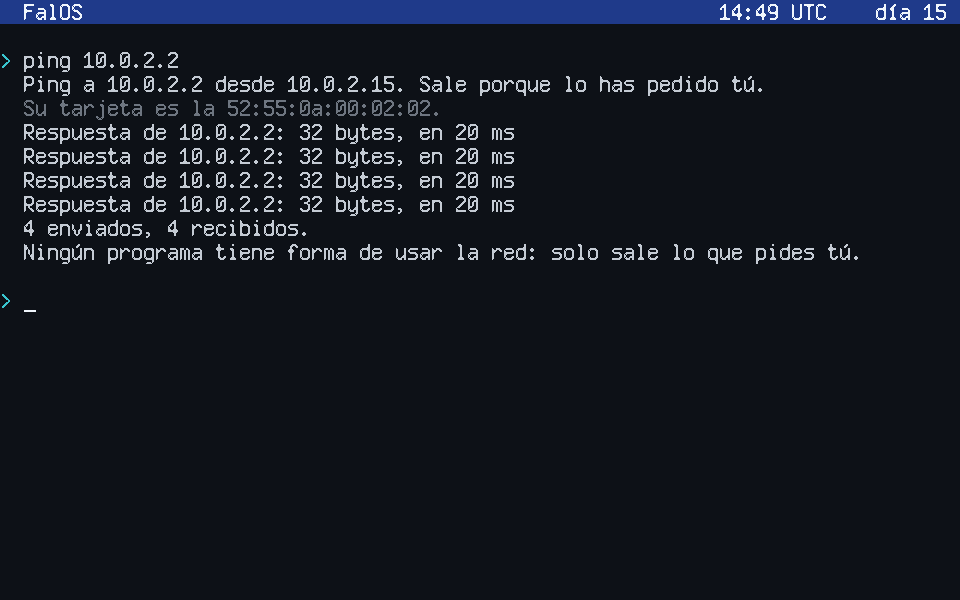 FalOS 14:49 UTC día 15
> ping 10.0.2.2
Ping a 10.0.2.2 desde 10.0.2.15. Sale porque lo has pedido tú.
Su tarjeta es la 52:55:0a:00:02:02.
Respuesta de 10.0.2.2: 32 bytes, en 20 ms
Respuesta de 10.0.2.2: 32 bytes, en 20 ms
Respuesta de 10.0.2.2: 32 bytes, en 20 ms
Respuesta de 10.0.2.2: 32 bytes, en 20 ms
4 enviados, 4 recibidos.
Ningún programa tiene forma de usar la red: solo sale lo que pides tú.
> _